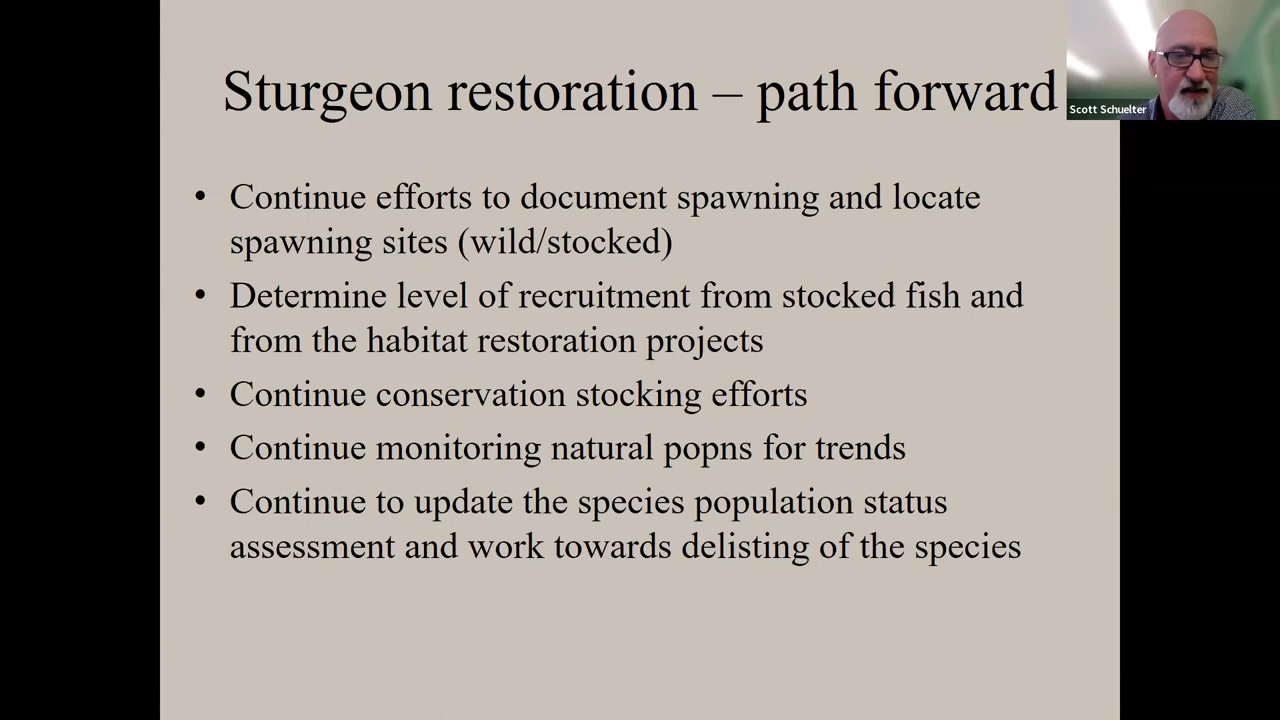 Sturgeon restoration – path forward
Scott Schuelter
• Continue efforts to document spawning and locate
spawning sites (wild/stocked)
• Determine level of recruitment from stocked fish and
from the habitat restoration projects
• Continue conservation stocking efforts
• Continue monitoring natural popns for trends
• Continue to update the species population status
assessment and work towards delisting of the species